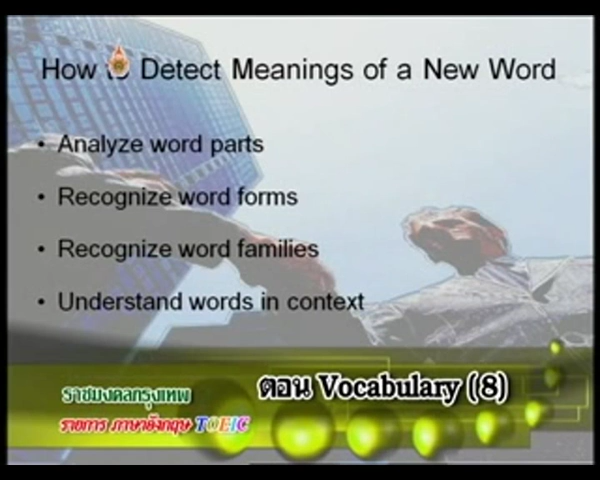 How to Detect Meanings of a New Word
• Analyze word parts
• Recognize word forms
• Recognize word families
• Understand words in context
ตอน Vocabulary (8)
ราชมงคลกรุงเทพ
รายการ ภาษาอังกฤษ TOEIC